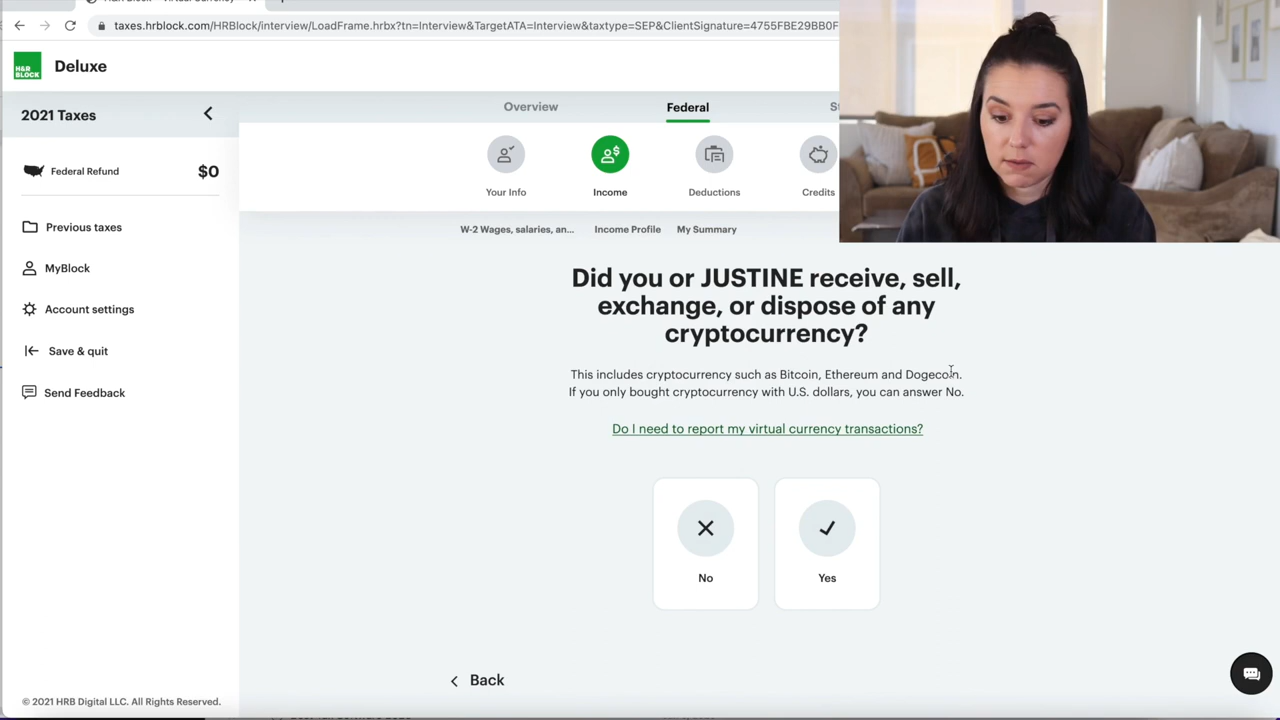 taxes.hrblock.com/HRBlock/interview/LoadFrame.hrbx?tn=Interview&TargetATA=Interview&taxtype=SEP&ClientSignature=4755FBE29BB0F
H&R
BLOCK
Deluxe
2021 Taxes
Federal Refund
$0
Previous taxes
MyBlock
Account settings
Save & quit
Send Feedback
© 2021 HRB Digital LLC. All Rights Reserved.
Overview
Federal
Your Info
Income
Deductions
Credits
W-2 Wages, salaries, an...
Income Profile
My Summary
Did you or JUSTINE receive, sell,
exchange, or dispose of any
cryptocurrency?
This includes cryptocurrency such as Bitcoin, Ethereum and Dogecoin.
If you only bought cryptocurrency with U.S. dollars, you can answer No.
Do I need to report my virtual currency transactions?
No
Yes
Back